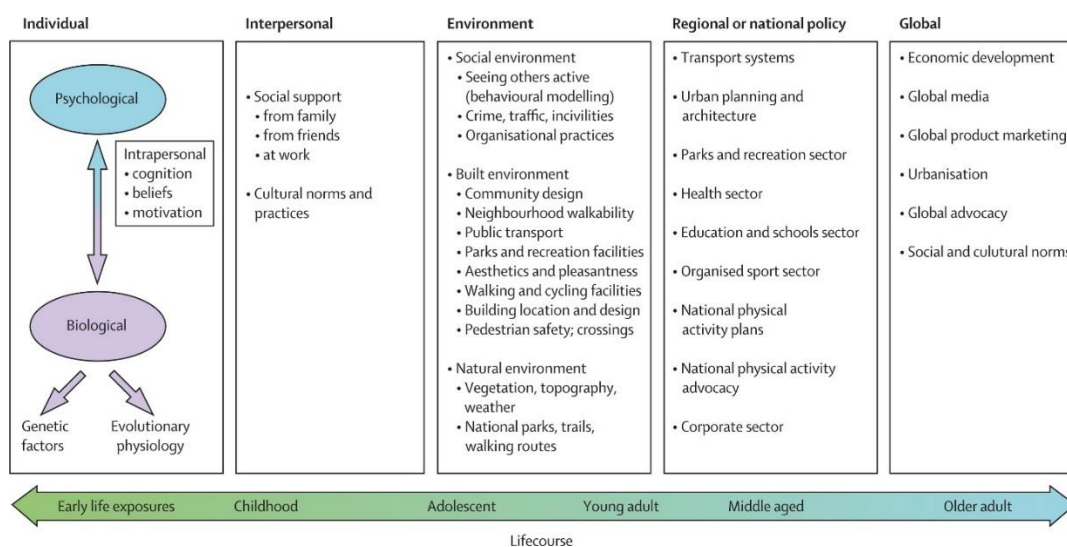 Individual
Psychological
Intrapersonal
• cognition
• beliefs
• motivation
Biological
Genetic
factors
Evolutionary
physiology
Interpersonal
• Social support
• from family
• from friends
• at work
• Cultural norms and
practices
Environment
• Social environment
• Seeing others active
(behavioural modelling)
• Crime, traffic, incivilities
• Organisational practices
• Built environment
• Community design
• Neighbourhood walkability
• Public transport
• Parks and recreation facilities
• Aesthetics and pleasantness
• Walking and cycling facilities
• Building location and design
• Pedestrian safety; crossings
• Natural environment
• Vegetation, topography,
weather
• National parks, trails,
walking routes
Regional or national policy
• Transport systems
• Urban planning and
architecture
• Parks and recreation sector
• Health sector
• Education and schools sector
• Organised sport sector
• National physical
activity plans
• National physical activity
advocacy
• Corporate sector
Global
• Economic development
• Global media
• Global product marketing
• Urbanisation
• Global advocacy
• Social and culutural norms
Early life exposures
Childhood
Adolescent
Young adult
Middle aged
Older adult
Lifecourse